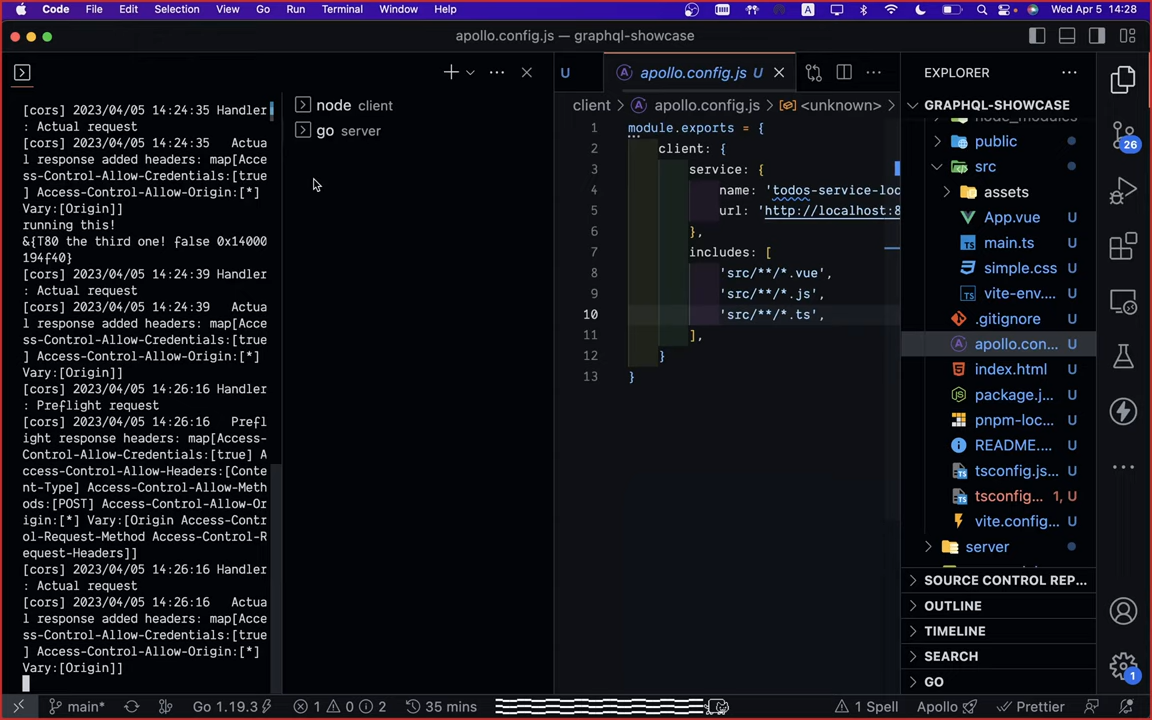 Code File Edit Selection View Go Run Terminal Window Help A Wed Apr 5 14:28
apollo.config.js — graphql-showcase
U apollo.config.js U
EXPLORER
[cors] 2023/04/05 14:24:35 Handler
: Actual request
[cors] 2023/04/05 14:24:35   Actua
l response added headers: map[Acce
ss-Control-Allow-Credentials:[true
] Access-Control-Allow-Origin:[*]
Vary:[Origin]]
running this!
&{T80 the third one! false 0x14000
194f40}
[cors] 2023/04/05 14:24:39 Handler
: Actual request
[cors] 2023/04/05 14:24:39   Actua
l response added headers: map[Acce
ss-Control-Allow-Credentials:[true
] Access-Control-Allow-Origin:[*]
Vary:[Origin]]
[cors] 2023/04/05 14:26:16 Handler
: Preflight request
[cors] 2023/04/05 14:26:16   Prefl
ight response headers: map[Access-
Control-Allow-Credentials:[true] A
ccess-Control-Allow-Headers:[Conte
nt-Type] Access-Control-Allow-Meth
ods:[POST] Access-Control-Allow-Or
igin:[*] Vary:[Origin Access-Contr
ol-Request-Method Access-Control-R
equest-Headers]]
[cors] 2023/04/05 14:26:16 Handler
: Actual request
[cors] 2023/04/05 14:26:16   Actua
l response added headers: map[Acce
ss-Control-Allow-Credentials:[true
] Access-Control-Allow-Origin:[*]
Vary:[Origin]]
node client
go server
client > apollo.config.js > <unknown> >
1 module.exports = {
2 client: {
3 service: {
4 name: 'todos-service-loc
5 url: 'http://localhost:8
6 },
7 includes: [
8 'src/**/*.vue',
9 'src/**/*.js',
10 'src/**/*.ts',
11 ],
12 }
13 }
GRAPHQL-SHOWCASE
node_modules
public
src
assets
App.vue U
main.ts U
simple.css U
vite-env.... U
.gitignore U
apollo.con... U
index.html U
package.j... U
pnpm-loc... U
README.... U
tsconfig.js... U
tsconfig... 1, U
vite.config... U
server
SOURCE CONTROL REP...
OUTLINE
TIMELINE
SEARCH
GO
26
1
main* Go 1.19.3 1 0 2 35 mins 1 Spell Apollo Prettier